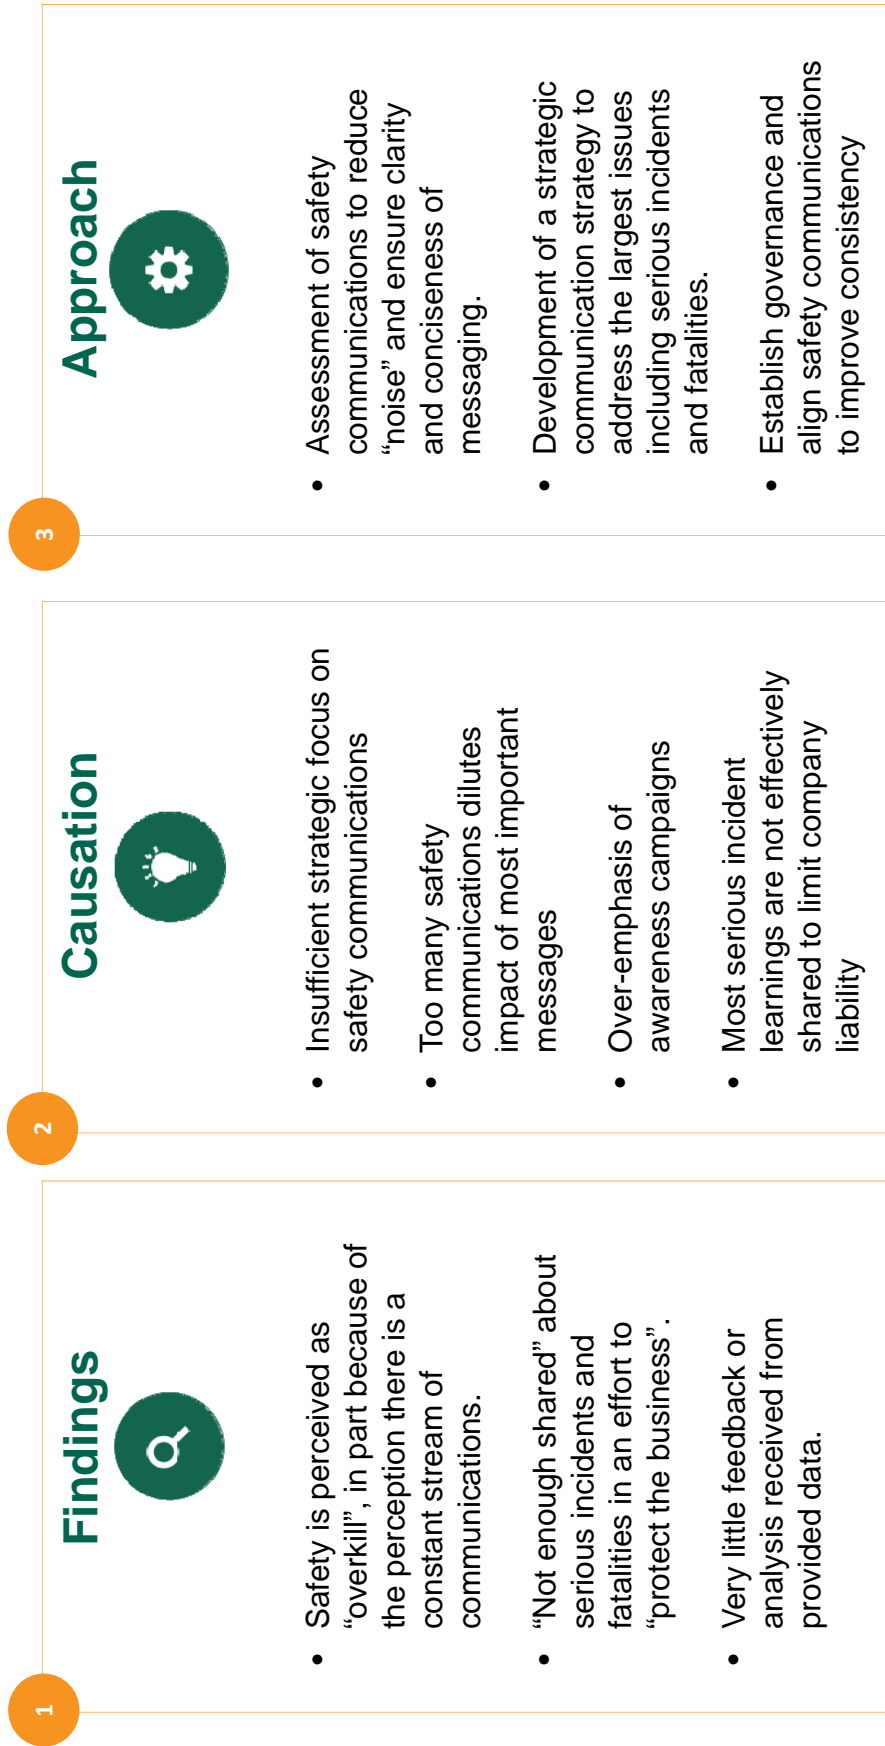 1
Findings
• Safety is perceived as
“overkill”, in part because of
the perception there is a
constant stream of
communications.
• “Not enough shared” about
serious incidents and
fatalities in an effort to
“protect the business”.
• Very little feedback or
analysis received from
provided data.
2
Causation
• Insufficient strategic focus on
safety communications
• Too many safety
communications dilutes
impact of most important
messages
• Over-emphasis of
awareness campaigns
• Most serious incident
learnings are not effectively
shared to limit company
liability
3
Approach
• Assessment of safety
communications to reduce
“noise” and ensure clarity
and conciseness of
messaging.
• Development of a strategic
communication strategy to
address the largest issues
including serious incidents
and fatalities.
• Establish governance and
align safety communications
to improve consistency